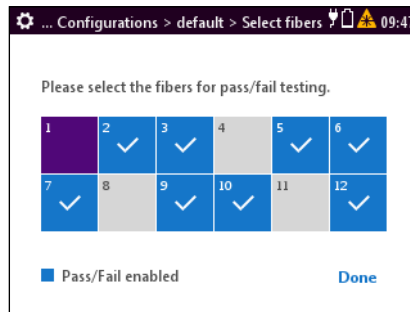 ... Configurations > default > Select fibers 09:47
Please select the fibers for pass/fail testing.
1 2 3 4 5 6
7 8 9 10 11 12
Pass/Fail enabled Done